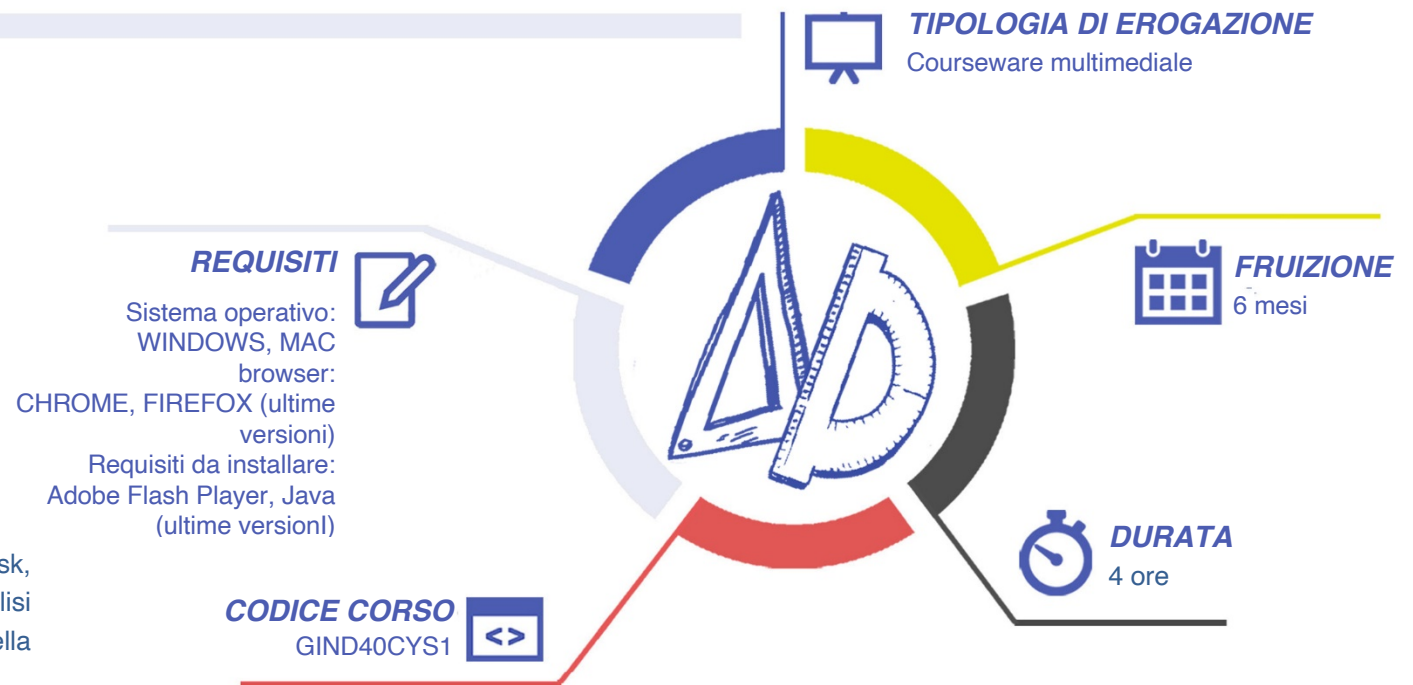 TIPOLOGIA DI EROGAZIONE
Courseware multimediale
REQUISITI
Sistema operativo:
WINDOWS, MAC
browser:
CHROME, FIREFOX (ultime
versioni)
Requisiti da installare:
Adobe Flash Player, Java
(ultime versionI)
FRUIZIONE
6 mesi
DURATA
4 ore
sk,
lisi
ella
CODICE CORSO
<>
GIND40CYS1